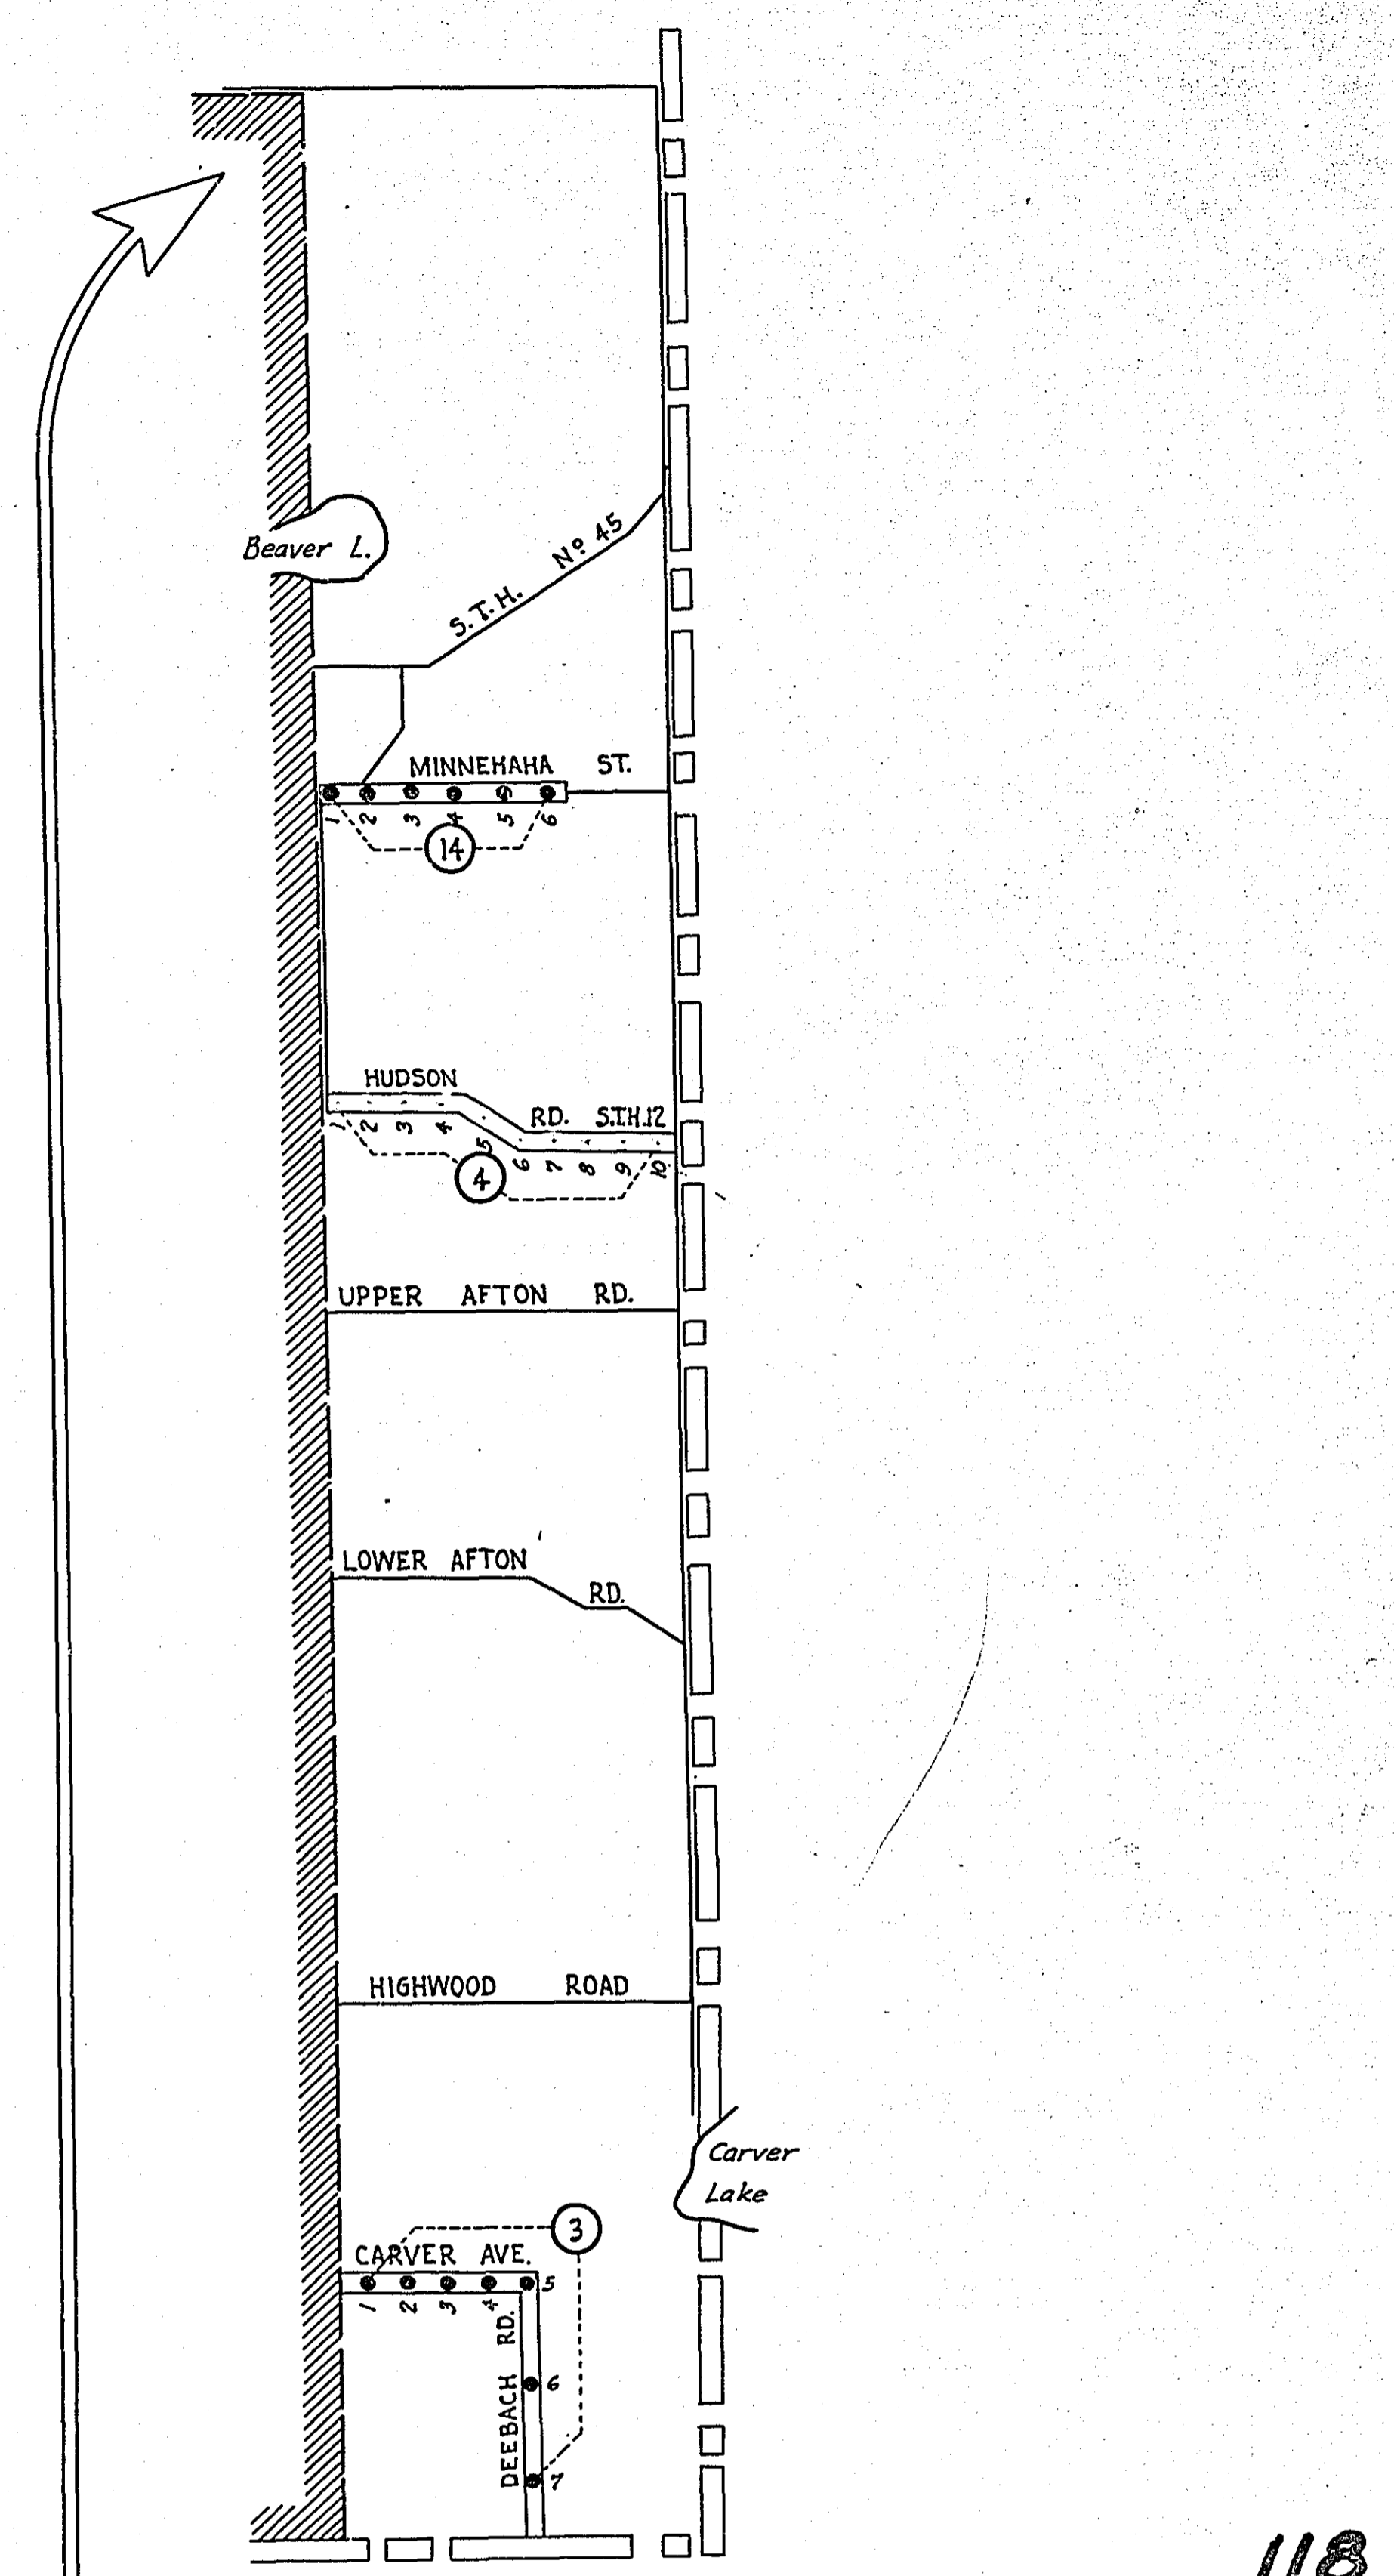 Beaver L.
S.T.H. Nº 45
MINNEHAHA ST.
1 2 3 4 5 6
14
HUDSON
RD. S.T.H.12
1 2 3 4 5 6 7 8 9 10
4
UPPER AFTON RD.
LOWER AFTON
RD.
HIGHWOOD ROAD
Carver
Lake
3
CARVER AVE.
1 2 3 4 5
DEEBACH RD.
6
7
118